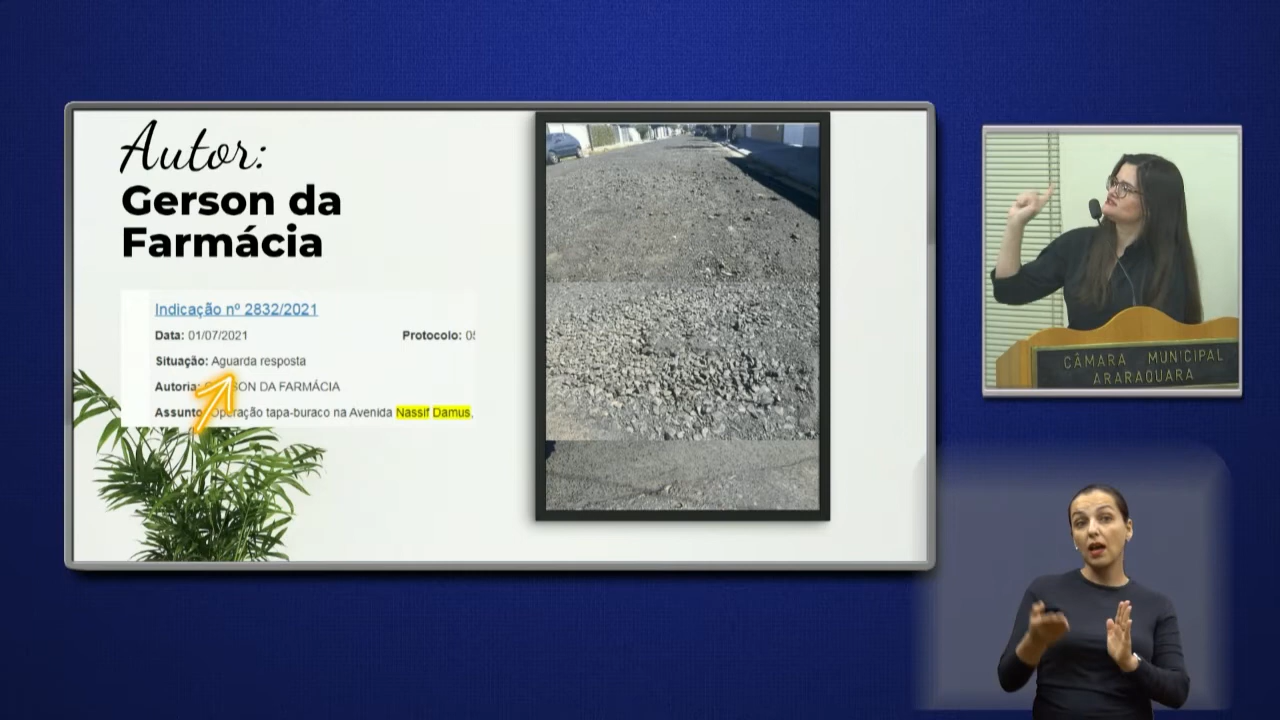 Autor:
Gerson da
Farmácia
Indicação nº 2832/2021
Data: 01/07/2021 Protocolo:
Situação: Aguarda resposta
Autoria: DA FARMÁCIA
Assunto: Operação tapa-buraco na Avenida Nassif Damus,
CÂMARA MUNICIPAL
ARARAQUARA